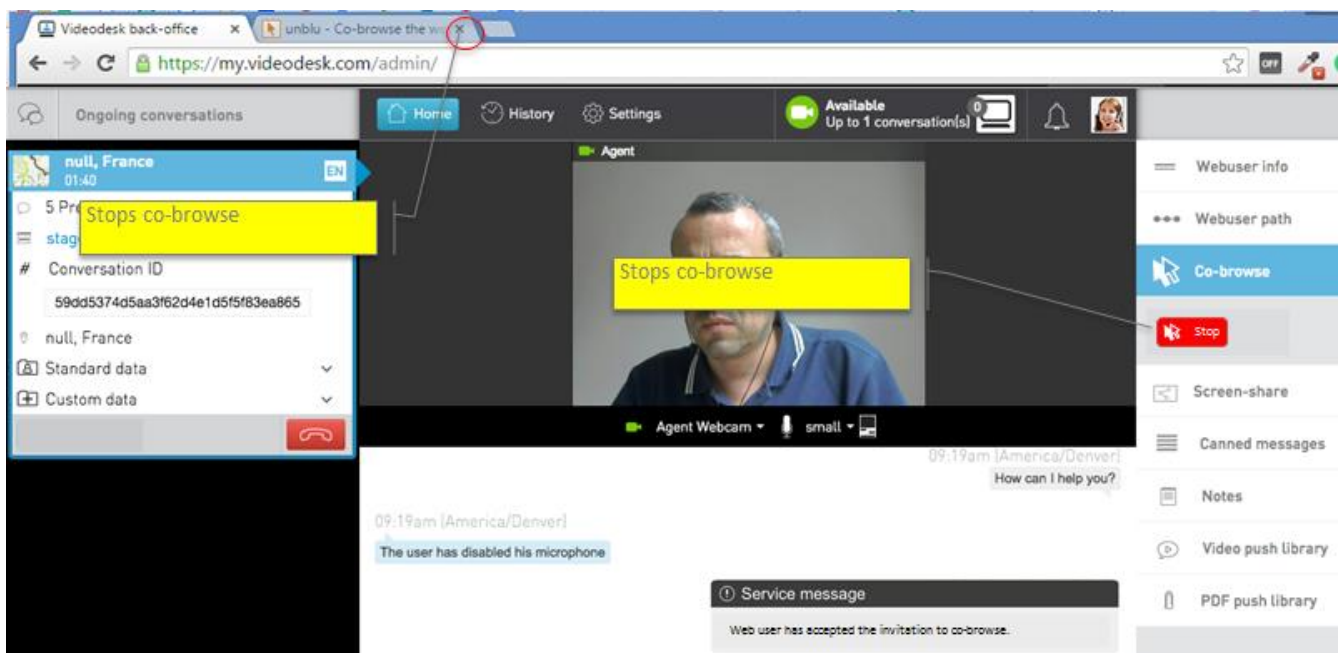 Videodesk back-office
unblu - Co-browse the w
https://my.videodesk.com/admin/
OFF
Ongoing conversations
Home
History
Settings
Available
Up to 1 conversation(s)
0
null, France
01:40
EN
5 Pre
Stops co-browse
stag
# Conversation ID
59dd5374d5aa3f62d4e1d5f5f83ea865
null, France
Standard data
Custom data
Agent
Stops co-browse
Agent Webcam
small
09:19am [America/Denver]
How can I help you?
09:19am [America/Denver]
The user has disabled his microphone
Service message
Web user has accepted the invitation to co-browse.
Webuser info
Webuser path
Co-browse
Stop
Screen-share
Canned messages
Notes
Video push library
PDF push library